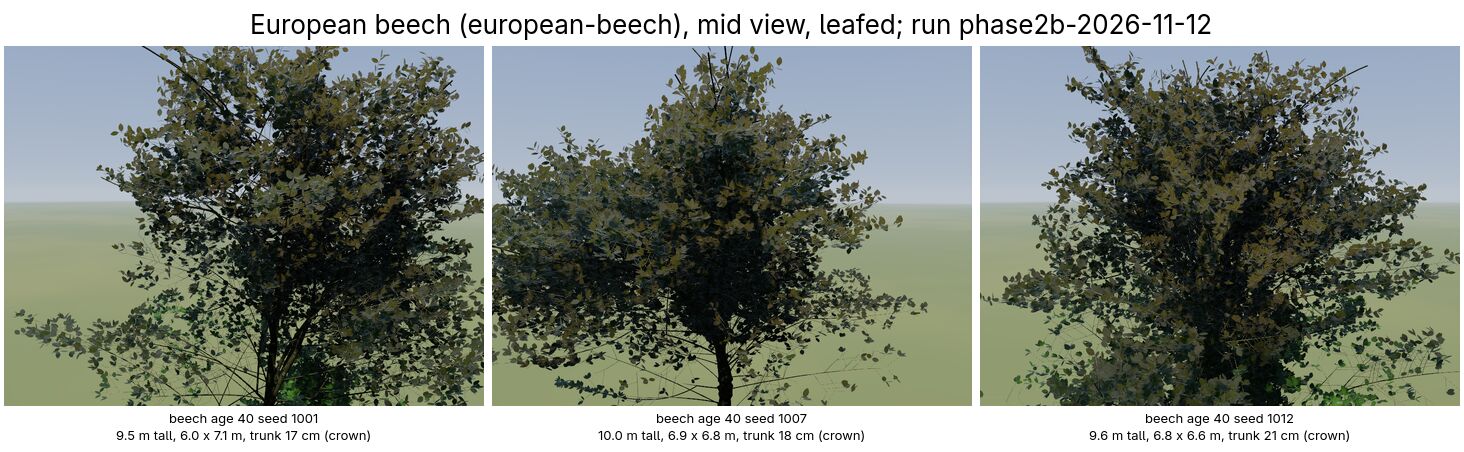 European beech (european-beech), mid view, leafed; run phase2b-2026-11-12
beech age 40 seed 1001
9.5 m tall, 6.0 x 7.1 m, trunk 17 cm (crown)
beech age 40 seed 1007
10.0 m tall, 6.9 x 6.8 m, trunk 18 cm (crown)
beech age 40 seed 1012
9.6 m tall, 6.8 x 6.6 m, trunk 21 cm (crown)